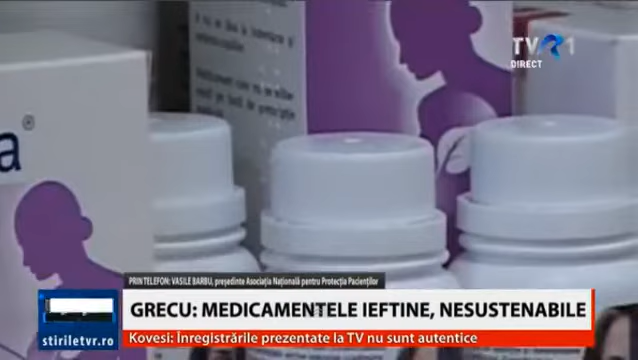 TVR1
DIRECT
a®
PRIN TELEFON: VASILE BARBU, președinte Asociația Națională pentru Protecția Pacienților
GRECU: MEDICAMENTELE IEFTINE, NESUSTENABILE
stiriletvr.ro
Kovesi: Înregistrările prezentate la TV nu sunt autentice